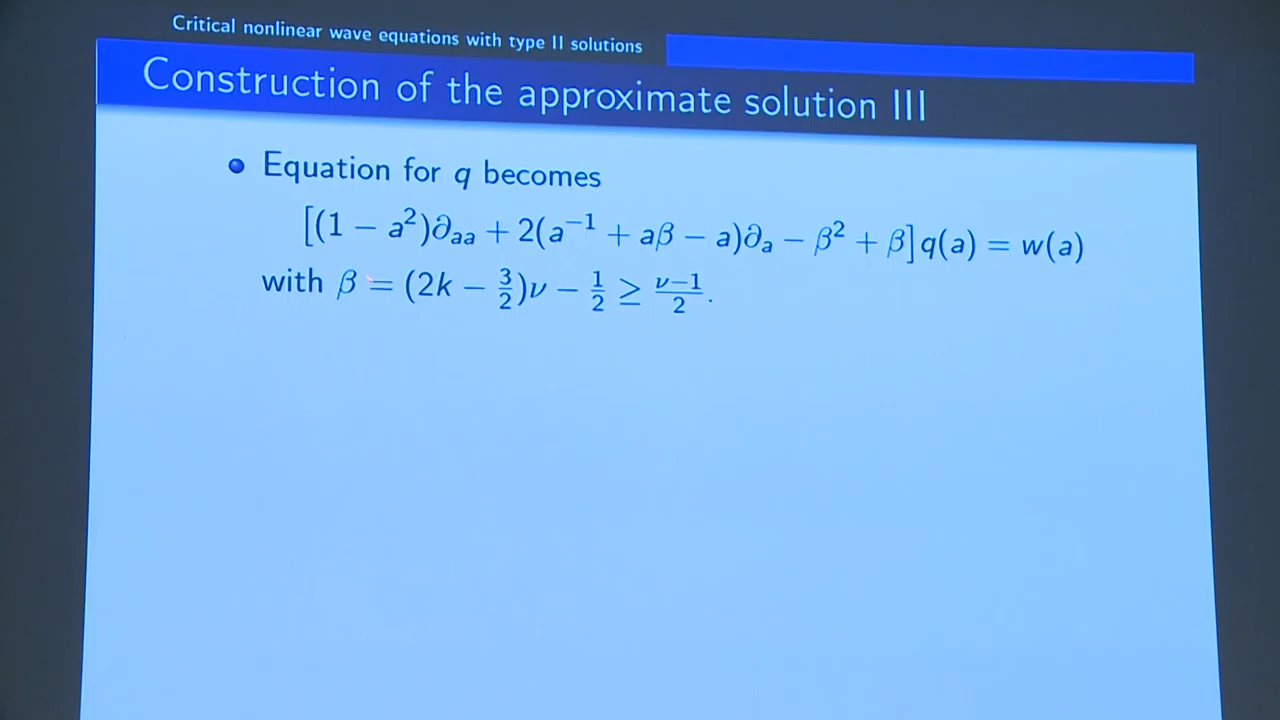 Critical nonlinear wave equations with type II solutions
Construction of the approximate solution III
Equation for q becomes
[(1 − a²)∂ₐₐ + 2(a⁻¹ + aβ − a)∂ₐ − β² + β]q(a) = w(a)
with β = (2k − 3/2)ν − 1/2 ≥ (ν−1)/2.